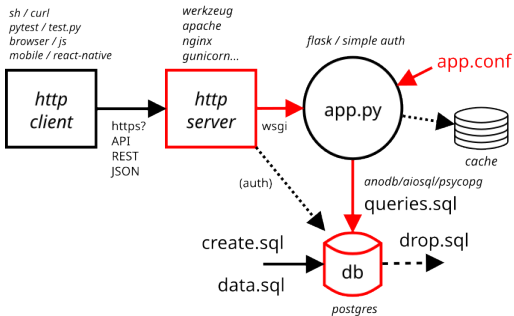 sh / curl
pytest / test.py
browser / js
mobile / react-native
http
client
https?
API
REST
JSON
werkzeug
apache
nginx
gunicorn...
http
server
wsgi
(auth)
flask / simple auth
app.py
app.conf
cache
anodb/aiosql/psycopg
queries.sql
create.sql
data.sql
db
postgres
drop.sql